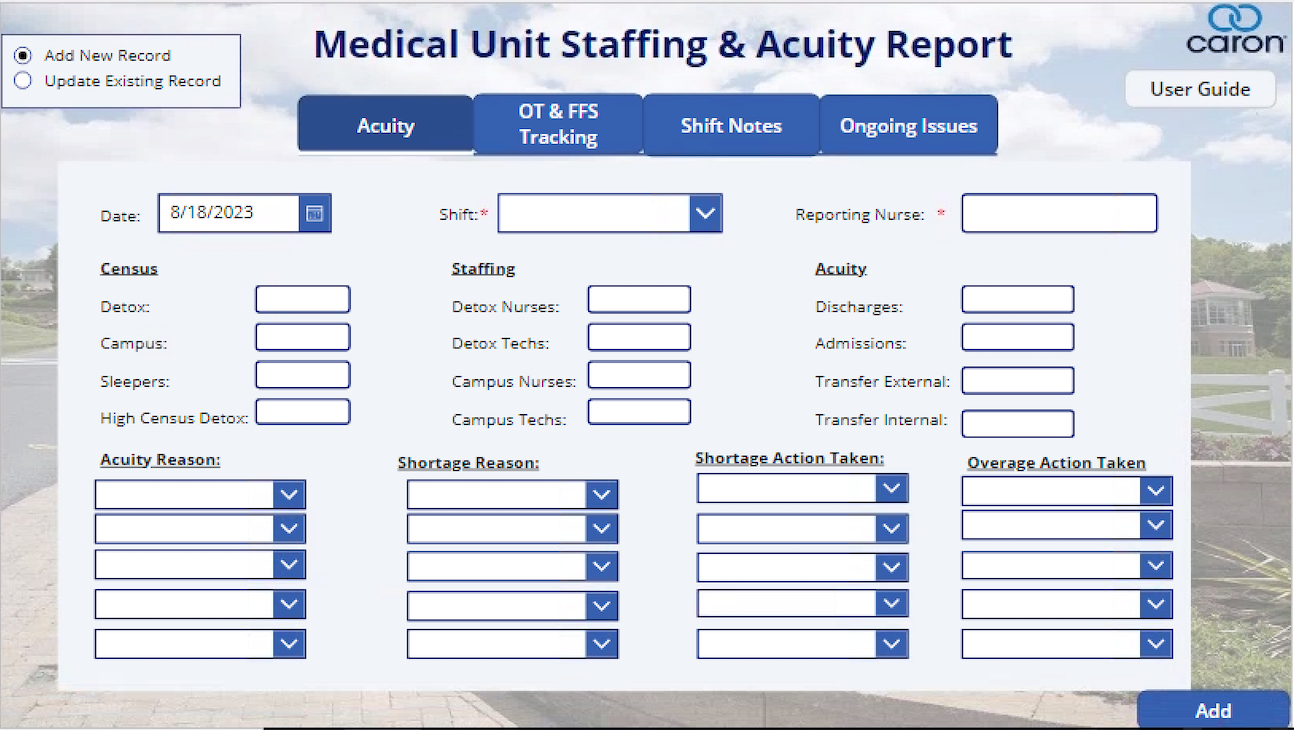 Medical Unit Staffing & Acuity Report
caron
Add New Record
Update Existing Record
User Guide
Acuity
OT & FFS
Tracking
Shift Notes
Ongoing Issues
Date:
8/18/2023
Shift:*
Reporting Nurse: *
Census
Staffing
Acuity
Detox:
Detox Nurses:
Discharges:
Campus:
Detox Techs:
Admissions:
Sleepers:
Campus Nurses:
Transfer External:
High Census Detox:
Campus Techs:
Transfer Internal:
Acuity Reason:
Shortage Reason:
Shortage Action Taken:
Overage Action Taken
Add